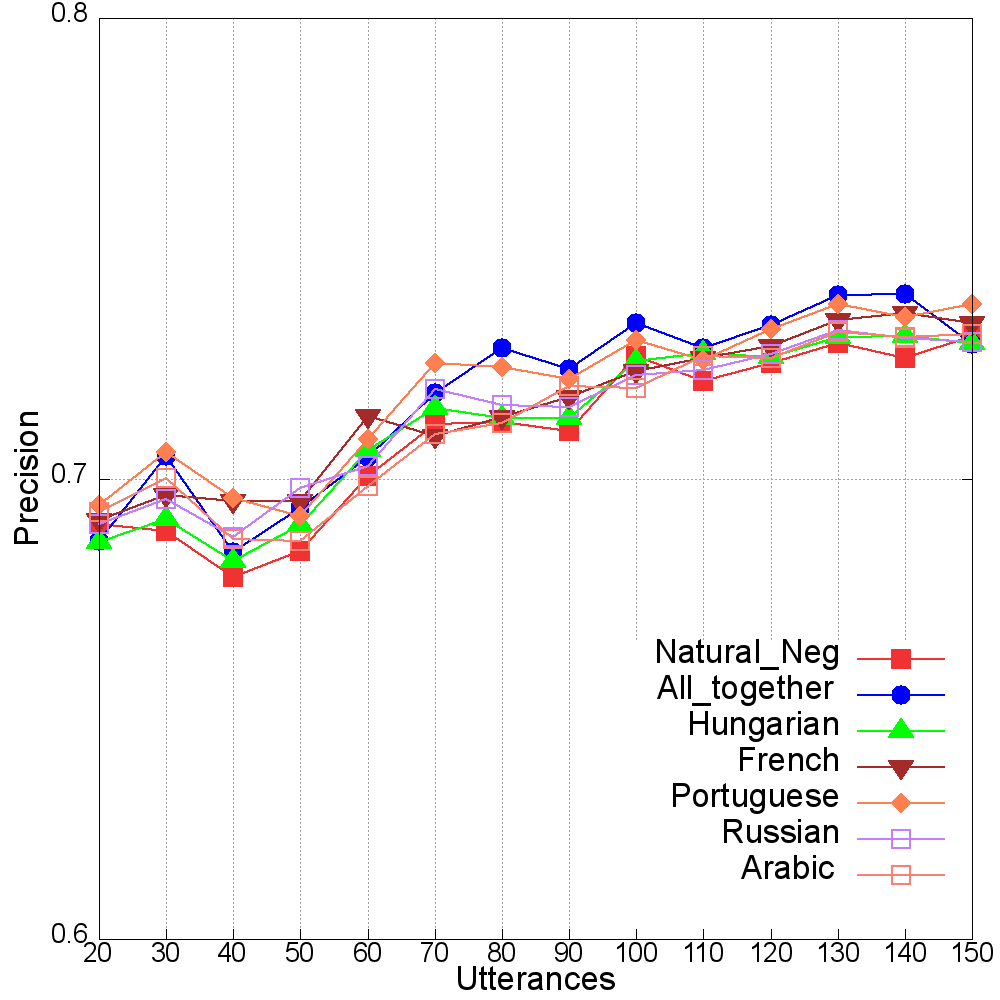 0.8
0.7
0.6
Precision
20 30 40 50 60 70 80 90 100 110 120 130 140 150
Utterances
Natural_Neg
All_together
Hungarian
French
Portuguese
Russian
Arabic